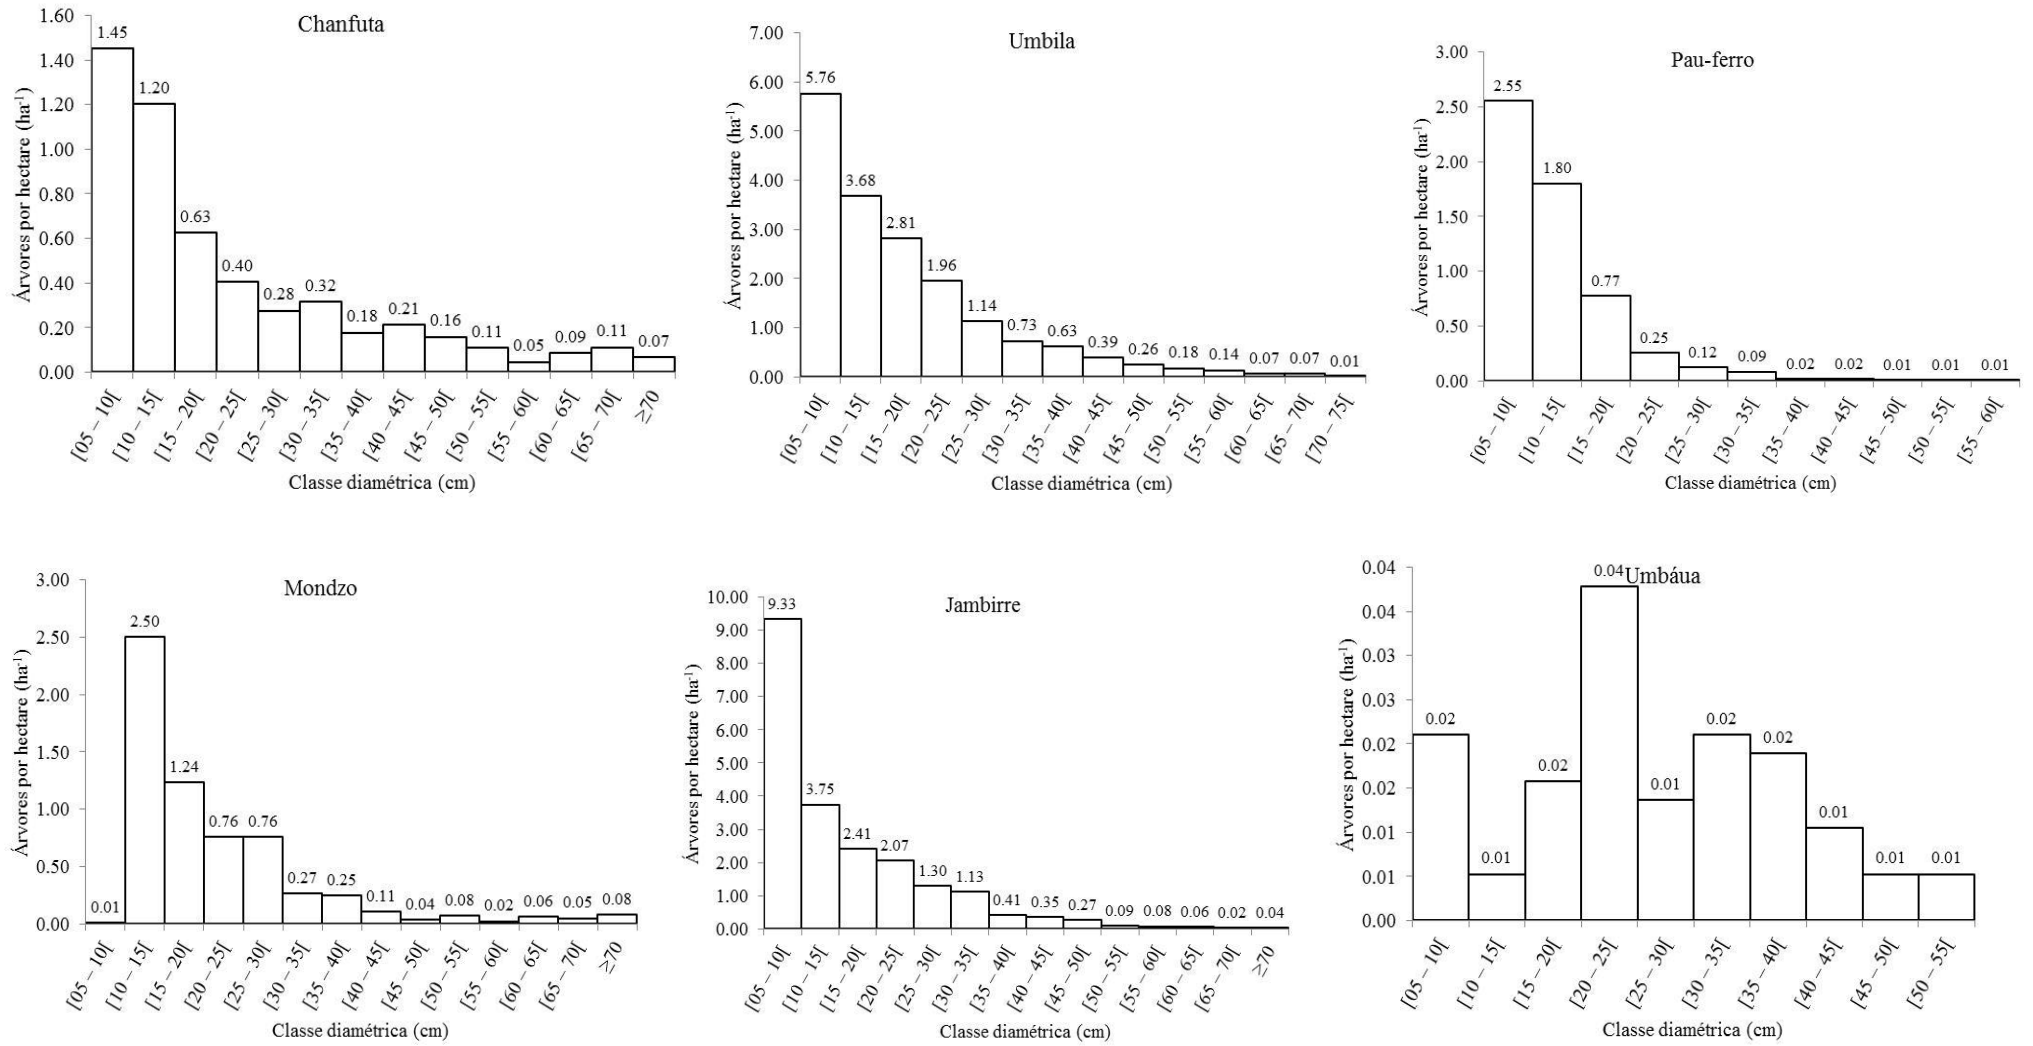 Chanfuta
Árvores por hectare (ha-1)
1.60
1.40
1.20
1.00
0.80
0.60
0.40
0.20
0.00
1.45
1.20
0.63
0.40
0.28
0.32
0.18
0.21
0.16
0.11
0.05
0.09
0.11
0.07
[05 – 10[
[10 – 15[
[15 – 20[
[20 – 25[
[25 – 30[
[30 – 35[
[35 – 40[
[40 – 45[
[45 – 50[
[50 – 55[
[55 – 60[
[60 – 65[
[65 – 70[
≥70
Classe diamétrica (cm)
Umbila
Árvores por hectare (ha-1)
7.00
6.00
5.00
4.00
3.00
2.00
1.00
0.00
5.76
3.68
2.81
1.96
1.14
0.73
0.63
0.39
0.26
0.18
0.14
0.07
0.07
0.01
[05 – 10[
[10 – 15[
[15 – 20[
[20 – 25[
[25 – 30[
[30 – 35[
[35 – 40[
[40 – 45[
[45 – 50[
[50 – 55[
[55 – 60[
[60 – 65[
[65 – 70[
[70 – 75[
Classe diamétrica (cm)
Pau-ferro
Árvores por hectare (ha-1)
3.00
2.50
2.00
1.50
1.00
0.50
0.00
2.55
1.80
0.77
0.25
0.12
0.09
0.02
0.02
0.01
0.01
0.01
[05 – 10[
[10 – 15[
[15 – 20[
[20 – 25[
[25 – 30[
[30 – 35[
[35 – 40[
[40 – 45[
[45 – 50[
[50 – 55[
[55 – 60[
Classe diamétrica (cm)
Mondzo
Árvores por hectare (ha-1)
3.00
2.50
2.00
1.50
1.00
0.50
0.00
0.01
2.50
1.24
0.76
0.76
0.27
0.25
0.11
0.04
0.08
0.02
0.06
0.05
0.08
[05 – 10[
[10 – 15[
[15 – 20[
[20 – 25[
[25 – 30[
[30 – 35[
[35 – 40[
[40 – 45[
[45 – 50[
[50 – 55[
[55 – 60[
[60 – 65[
[65 – 70[
≥70
Classe diamétrica (cm)
Jambirre
Árvores por hectare (ha-1)
10.00
9.00
8.00
7.00
6.00
5.00
4.00
3.00
2.00
1.00
0.00
9.33
3.75
2.41
2.07
1.30
1.13
0.41
0.35
0.27
0.09
0.08
0.06
0.02
0.04
[05 – 10[
[10 – 15[
[15 – 20[
[20 – 25[
[25 – 30[
[30 – 35[
[35 – 40[
[40 – 45[
[45 – 50[
[50 – 55[
[55 – 60[
[60 – 65[
[65 – 70[
≥70
Classe diamétrica (cm)
Umbáua
Árvores por hectare (ha-1)
0.04
0.04
0.03
0.03
0.02
0.02
0.01
0.01
0.00
0.02
0.01
0.02
0.04
0.01
0.02
0.02
0.01
0.01
0.01
[05 – 10[
[10 – 15[
[15 – 20[
[20 – 25[
[25 – 30[
[30 – 35[
[35 – 40[
[40 – 45[
[45 – 50[
[50 – 55[
Classe diamétrica (cm)